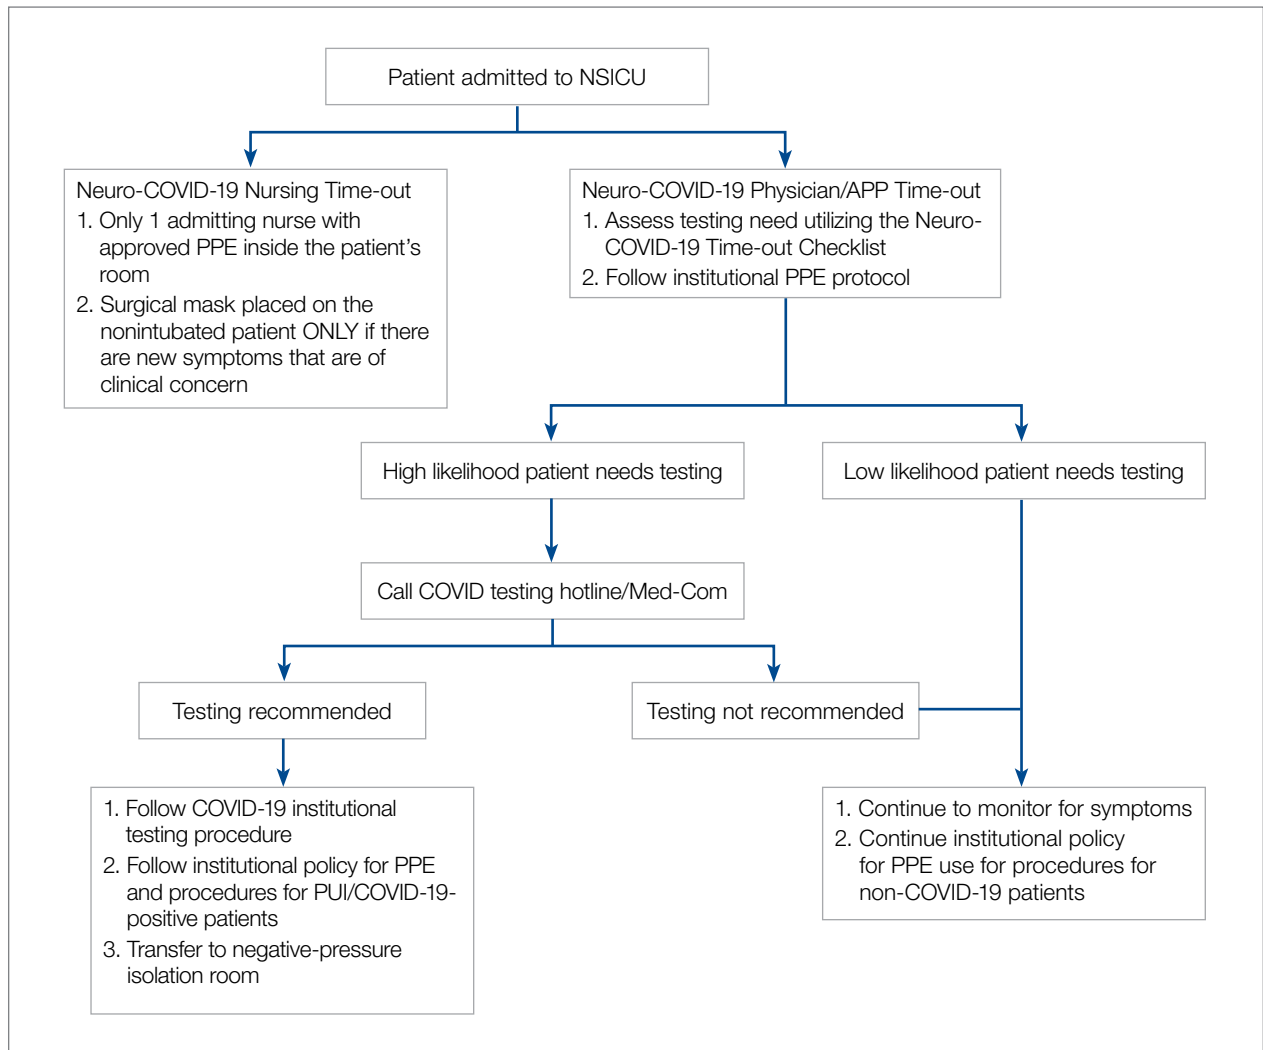 Patient admitted to NSICU
Neuro-COVID-19 Nursing Time-out
1. Only 1 admitting nurse with
approved PPE inside the patient's
room
2. Surgical mask placed on the
nonintubated patient ONLY if there
are new symptoms that are of
clinical concern
Neuro-COVID-19 Physician/APP Time-out
1. Assess testing need utilizing the Neuro-
COVID-19 Time-out Checklist
2. Follow institutional PPE protocol
High likelihood patient needs testing
Low likelihood patient needs testing
Call COVID testing hotline/Med-Com
Testing recommended
Testing not recommended
1. Follow COVID-19 institutional
testing procedure
2. Follow institutional policy for PPE
and procedures for PUI/COVID-19-
positive patients
3. Transfer to negative-pressure
isolation room
1. Continue to monitor for symptoms
2. Continue institutional policy
for PPE use for procedures for
non-COVID-19 patients